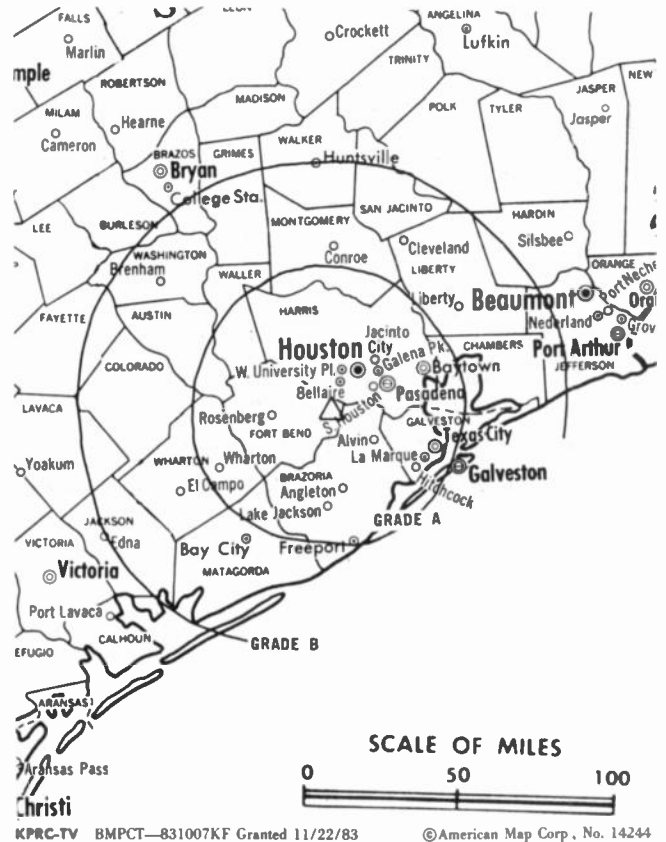 FALLS
LEON
ANGELINA
Marlin
Crockett
Lufkin
mple
ROBERTSON
TRINITY
JASPER
NEW
MADISON
POLK
TYLER
MILAM
Hearne
Jasper
Cameron
BRAZOS
GRIMES
WALKER
Huntsville
Bryan
College Sta.
LEE
BURLESON
MONTGOMERY
SAN JACINTO
HARDIN
WASHINGTON
Conroe
Cleveland
Silsbee
Brenham
WALLER
LIBERTY
ORANGE
Port Neche
FAYETTE
AUSTIN
HARRIS
Liberty
Beaumont
Ora
Nederland
Grov
Jacinto
City
CHAMBERS
Port Arthur
COLORADO
Houston
Galena Pk.
JEFFERSON
W. University Pl.
Baytown
Bellaire
Pasadena
LAVACA
Rosenberg
S. Houston
GALVESTON
FORT BEND
Alvin
Texas City
Yoakum
WHARTON
Wharton
La Marque
Galveston
BRAZORIA
Hitchcock
El Campo
Angleton
Lake Jackson
GRADE A
JACKSON
Edna
VICTORIA
Bay City
Freeport
Victoria
MATAGORDA
Port Lavaca
CALHOUN
GRADE B
EFUGIO
ARANSAS
SCALE OF MILES
0 50 100
Aransas Pass
Christi
KPRC-TV BMPCT—831007KF Granted 11/22/83 ©American Map Corp., No. 14244